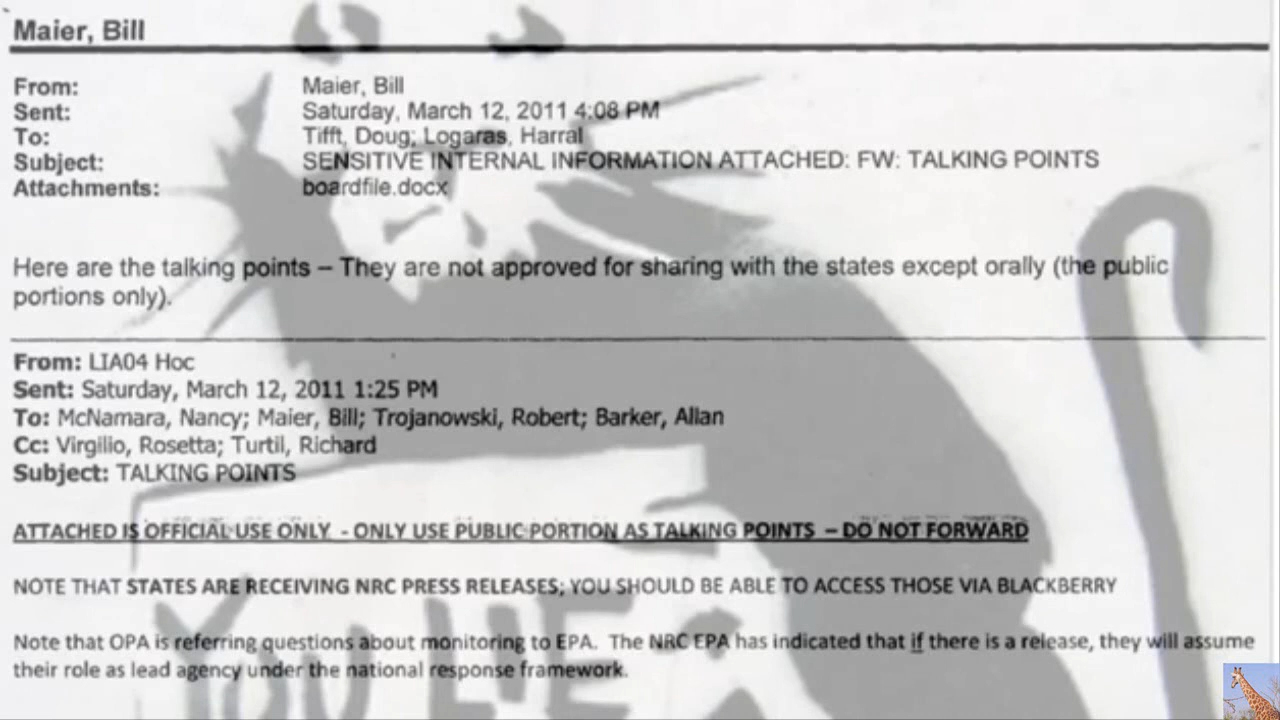 Maier, Bill
From: Maier, Bill
Sent: Saturday, March 12, 2011 4:08 PM
To: Tifft, Doug; Logaras, Harral
Subject: SENSITIVE INTERNAL INFORMATION ATTACHED: FW: TALKING POINTS
Attachments: boardfile.docx
Here are the talking points – They are not approved for sharing with the states except orally (the public
portions only).
From: LIA04 Hoc
Sent: Saturday, March 12, 2011 1:25 PM
To: McNamara, Nancy; Maier, Bill; Trojanowski, Robert; Barker, Allan
Cc: Virgilio, Rosetta; Turtil, Richard
Subject: TALKING POINTS
ATTACHED IS OFFICIAL USE ONLY - ONLY USE PUBLIC PORTION AS TALKING POINTS – DO NOT FORWARD
NOTE THAT STATES ARE RECEIVING NRC PRESS RELEASES; YOU SHOULD BE ABLE TO ACCESS THOSE VIA BLACKBERRY
Note that OPA is referring questions about monitoring to EPA. The NRC EPA has indicated that if there is a release, they will assume
their role as lead agency under the national response framework.
YOU LIE